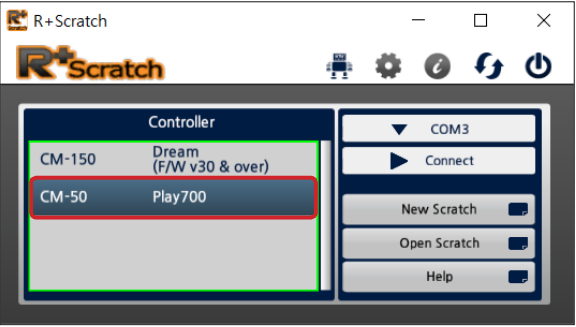 R+Scratch
R+Scratch
Controller
CM-150 Dream
(F/W v30 & over)
CM-50 Play700
COM3
Connect
New Scratch
Open Scratch
Help